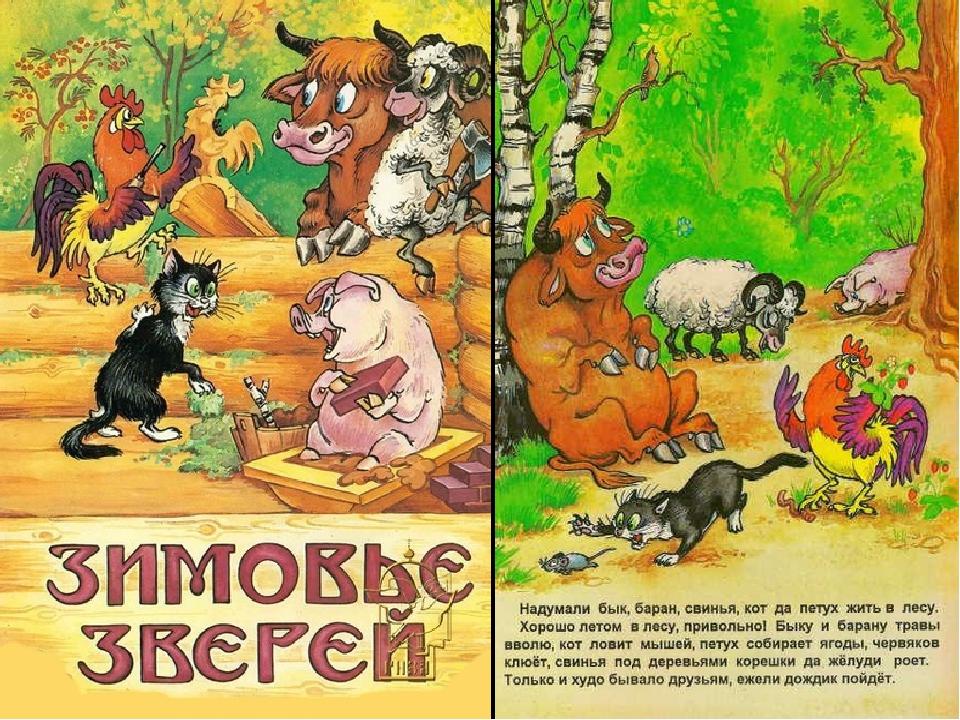 ЗИМОВЬЕ
ЗВЕРЕЙ
Надумали бык, баран, свинья, кот да петух жить в лесу.
Хорошо летом в лесу, привольно! Быку и барану травы
вволю, кот ловит мышей, петух собирает ягоды, червяков
клюёт, свинья под деревьями корешки да жёлуди роет.
Только и худо бывало друзьям, ежели дождик пойдёт.